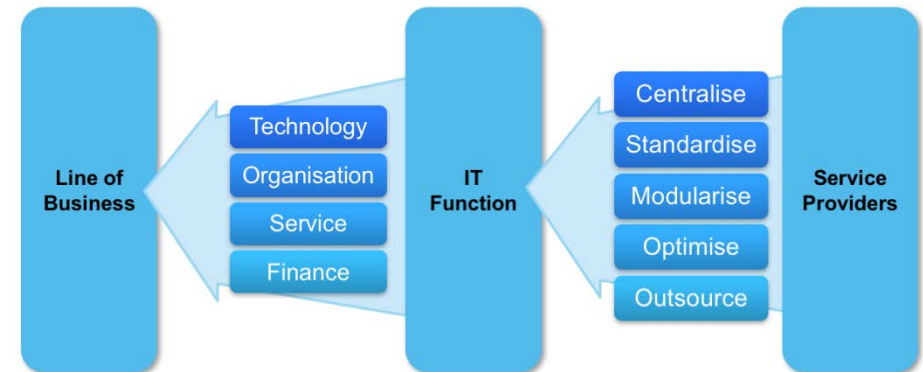 Line of
Business
Technology
Organisation
Service
Finance
IT
Function
Centralise
Standardise
Modularise
Optimise
Outsource
Service
Providers